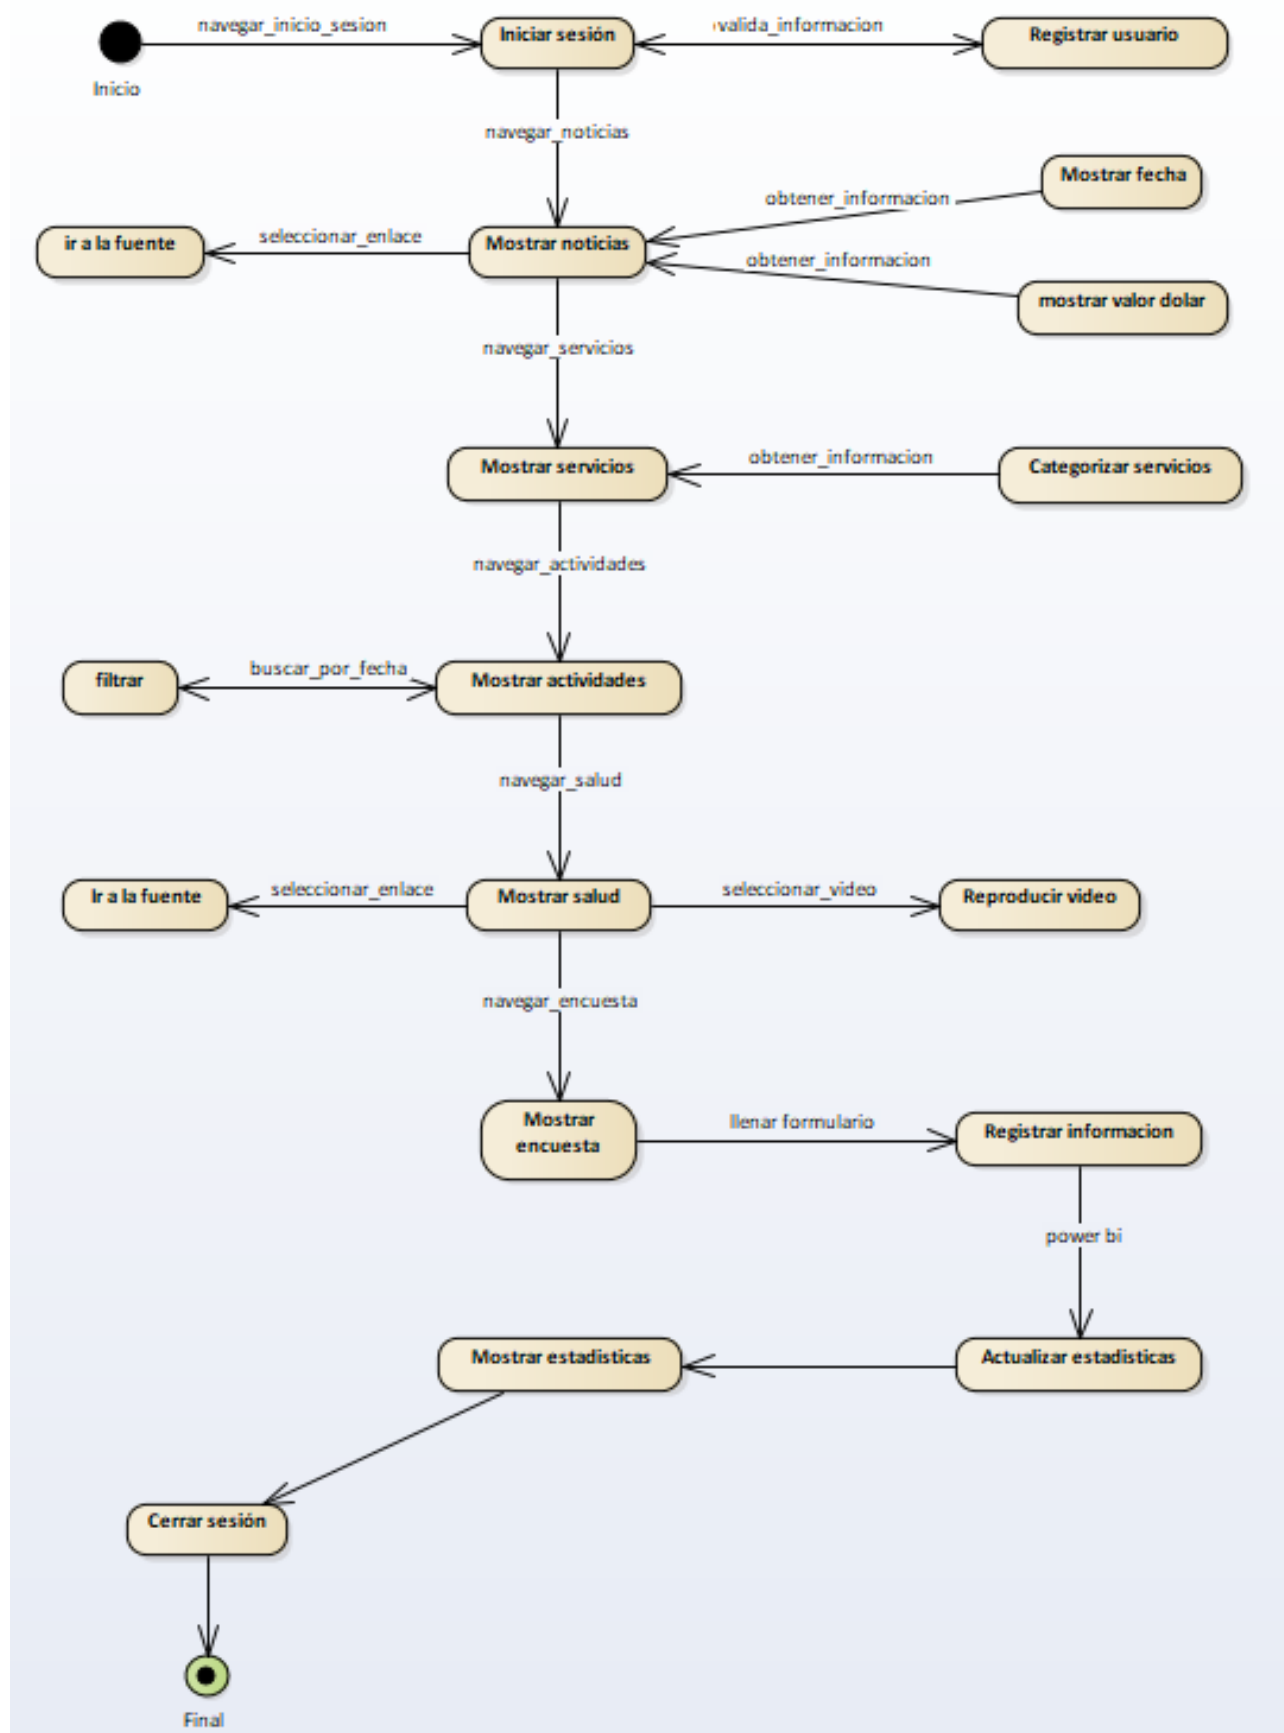 navegar_inicio_sesion
Iniciar sesión
valida_informacion
Registrar usuario
Inicio
navegar_noticias
Mostrar fecha
obtener_informacion
ir a la fuente
seleccionar_enlace
Mostrar noticias
obtener_informacion
mostrar valor dolar
navegar_servicios
Mostrar servicios
obtener_informacion
Categorizar servicios
navegar_actividades
filtrar
buscar_por_fecha
Mostrar actividades
navegar_salud
Ir a la fuente
seleccionar_enlace
Mostrar salud
seleccionar_video
Reproducir video
navegar_encuesta
Mostrar
encuesta
llenar formulario
Registrar informacion
power bi
Mostrar estadisticas
Actualizar estadisticas
Cerrar sesión
Final